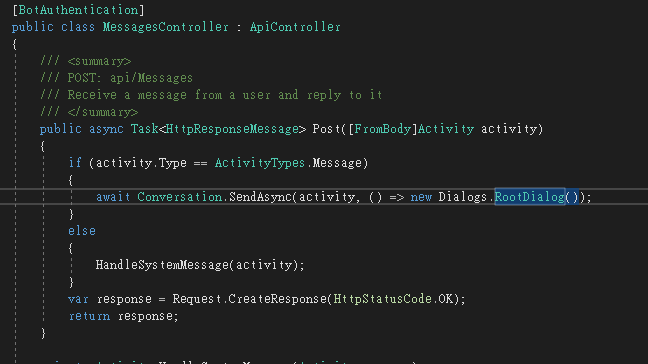 [BotAuthentication]
public class MessagesController : ApiController
{
/// <summary>
/// POST: api/Messages
/// Receive a message from a user and reply to it
/// </summary>
public async Task<HttpResponseMessage> Post([FromBody]Activity activity)
{
if (activity.Type == ActivityTypes.Message)
{
await Conversation.SendAsync(activity, () => new Dialogs.RootDialog());
}
else
{
HandleSystemMessage(activity);
}
var response = Request.CreateResponse(HttpStatusCode.OK);
return response;
}